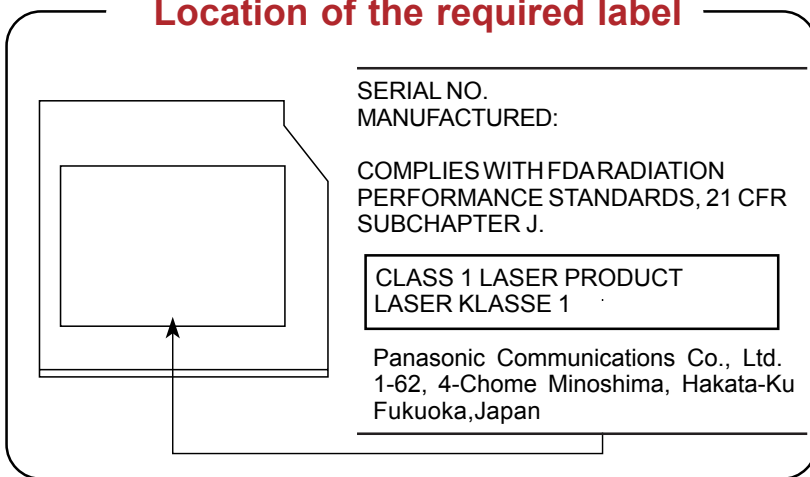 Location of the required label
SERIAL NO.
MANUFACTURED:
COMPLIES WITH FDA RADIATION
PERFORMANCE STANDARDS, 21 CFR
SUBCHAPTER J.
CLASS 1 LASER PRODUCT
LASER KLASSE 1
Panasonic Communications Co., Ltd.
1-62, 4-Chome Minoshima, Hakata-Ku
Fukuoka,Japan